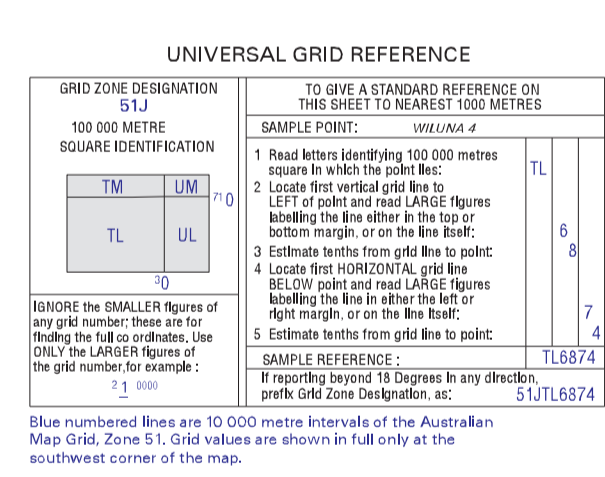 UNIVERSAL GRID REFERENCE
GRID ZONE DESIGNATION
51J
100 000 METRE
SQUARE IDENTIFICATION
TM UM
71 0
TL UL
30
IGNORE the SMALLER figures of
any grid number; these are for
finding the full co ordinates. Use
ONLY the LARGER figures of
the grid number,for example :
2 1 0000
TO GIVE A STANDARD REFERENCE ON
THIS SHEET TO NEAREST 1000 METRES
SAMPLE POINT: WILUNA 4
1 Read letters identifying 100 000 metres
square in which the point lies: TL
2 Locate first vertical grid line to
LEFT of point and read LARGE figures
labelling the line either in the top or
bottom margin, or on the line itself: 6
3 Estimate tenths from grid line to point: 8
4 Locate first HORIZONTAL grid line
BELOW point and read LARGE figures
labelling the line in either the left or
right margin, or on the line itself: 7
5 Estimate tenths from grid line to point: 4
SAMPLE REFERENCE : TL6874
If reporting beyond 18 Degrees in any direction,
prefix Grid Zone Designation, as: 51JTL6874
Blue numbered lines are 10 000 metre intervals of the Australian
Map Grid, Zone 51. Grid values are shown in full only at the
southwest corner of the map.